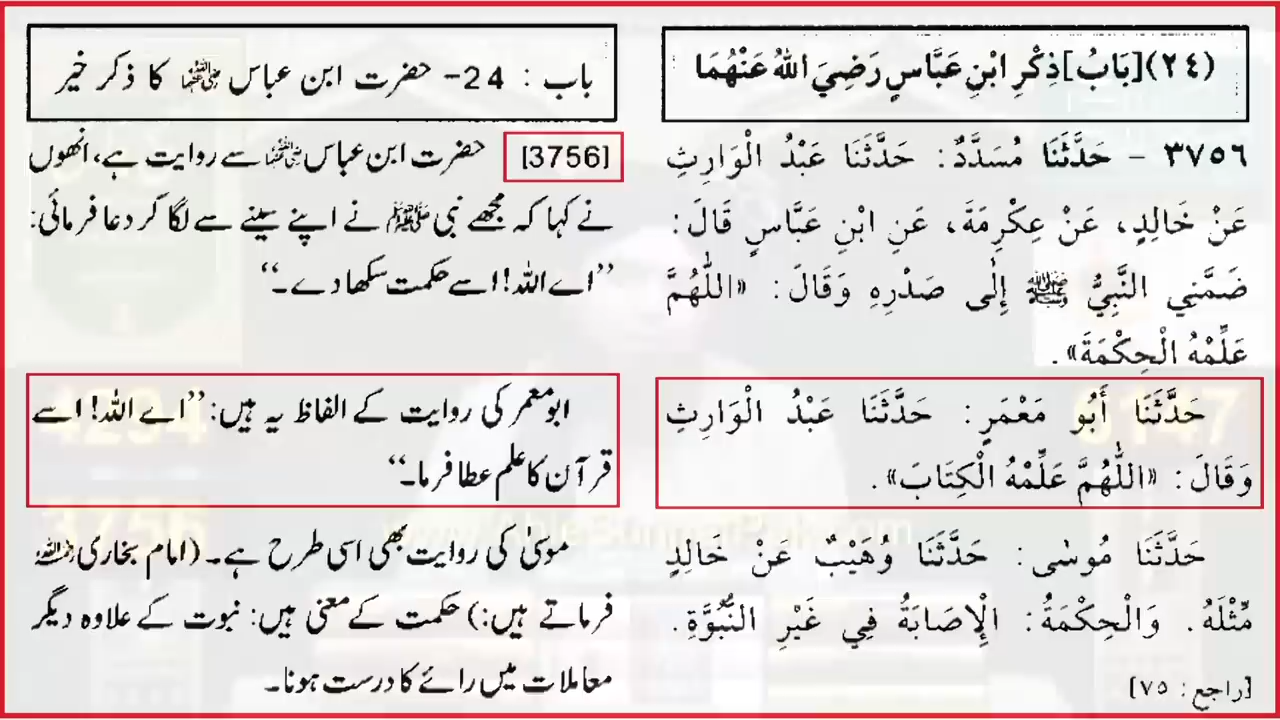 (٢٤) [بَابُ] ذِكْرِ ابْنِ عَبَّاسٍ رَضِيَ اللهُ عَنْهُمَا
٣٧٥٦ - حَدَّثَنَا مُسَدَّدٌ: حَدَّثَنَا عَبْدُ الْوَارِثِ
عَنْ خَالِدٍ، عَنْ عِكْرِمَةَ، عَنِ ابْنِ عَبَّاسٍ قَالَ:
ضَمَّنِي النَّبِيُّ ﷺ إِلٰى صَدْرِهِ وَقَالَ: «اللّٰهُمَّ
عَلِّمْهُ الْحِكْمَةَ».
حَدَّثَنَا أَبُو مَعْمَرٍ: حَدَّثَنَا عَبْدُ الْوَارِثِ
وَقَالَ: «اللّٰهُمَّ عَلِّمْهُ الْكِتَابَ».
حَدَّثَنَا مُوسٰى: حَدَّثَنَا وُهَيْبٌ عَنْ خَالِدٍ
مِّثْلَهُ. وَالْحِكْمَةُ: الْإِصَابَةُ فِي غَيْرِ النُّبُوَّةِ.
[راجع: ٧٥]
باب : 24- حضرت ابن عباس رضی اللہ عنہما کا ذکر خیر
[3756] حضرت ابن عباس رضی اللہ عنہما سے روایت ہے، انھوں
نے کہا کہ مجھے نبی ﷺ نے اپنے سینے سے لگا کر دعا فرمائی:
’’اے اللہ! اسے حکمت سکھا دے۔‘‘
ابو معمر کی روایت کے الفاظ یہ ہیں: ’’اے اللہ! اسے
قرآن کا علم عطا فرما۔‘‘
موسیٰ کی روایت بھی اسی طرح ہے۔ (امام بخاری رحمہ اللہ
فرماتے ہیں:) حکمت کے معنی ہیں: نبوت کے علاوہ دیگر
معاملات میں رائے کا درست ہونا۔
4294
3756
6147